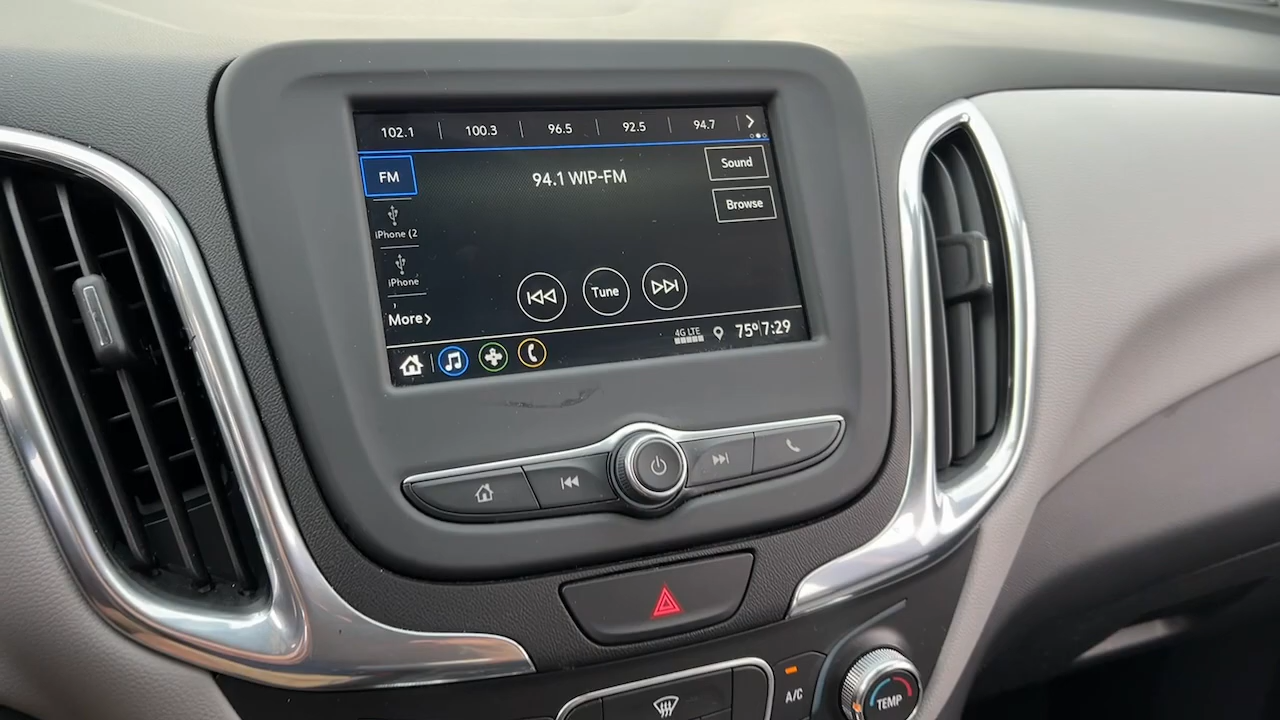 102.1 100.3 96.5 92.5 94.7
FM
94.1 WIP-FM
Sound
Browse
iPhone (2
iPhone
Tune
More
4G LTE
75° 7:29
A/C
TEMP